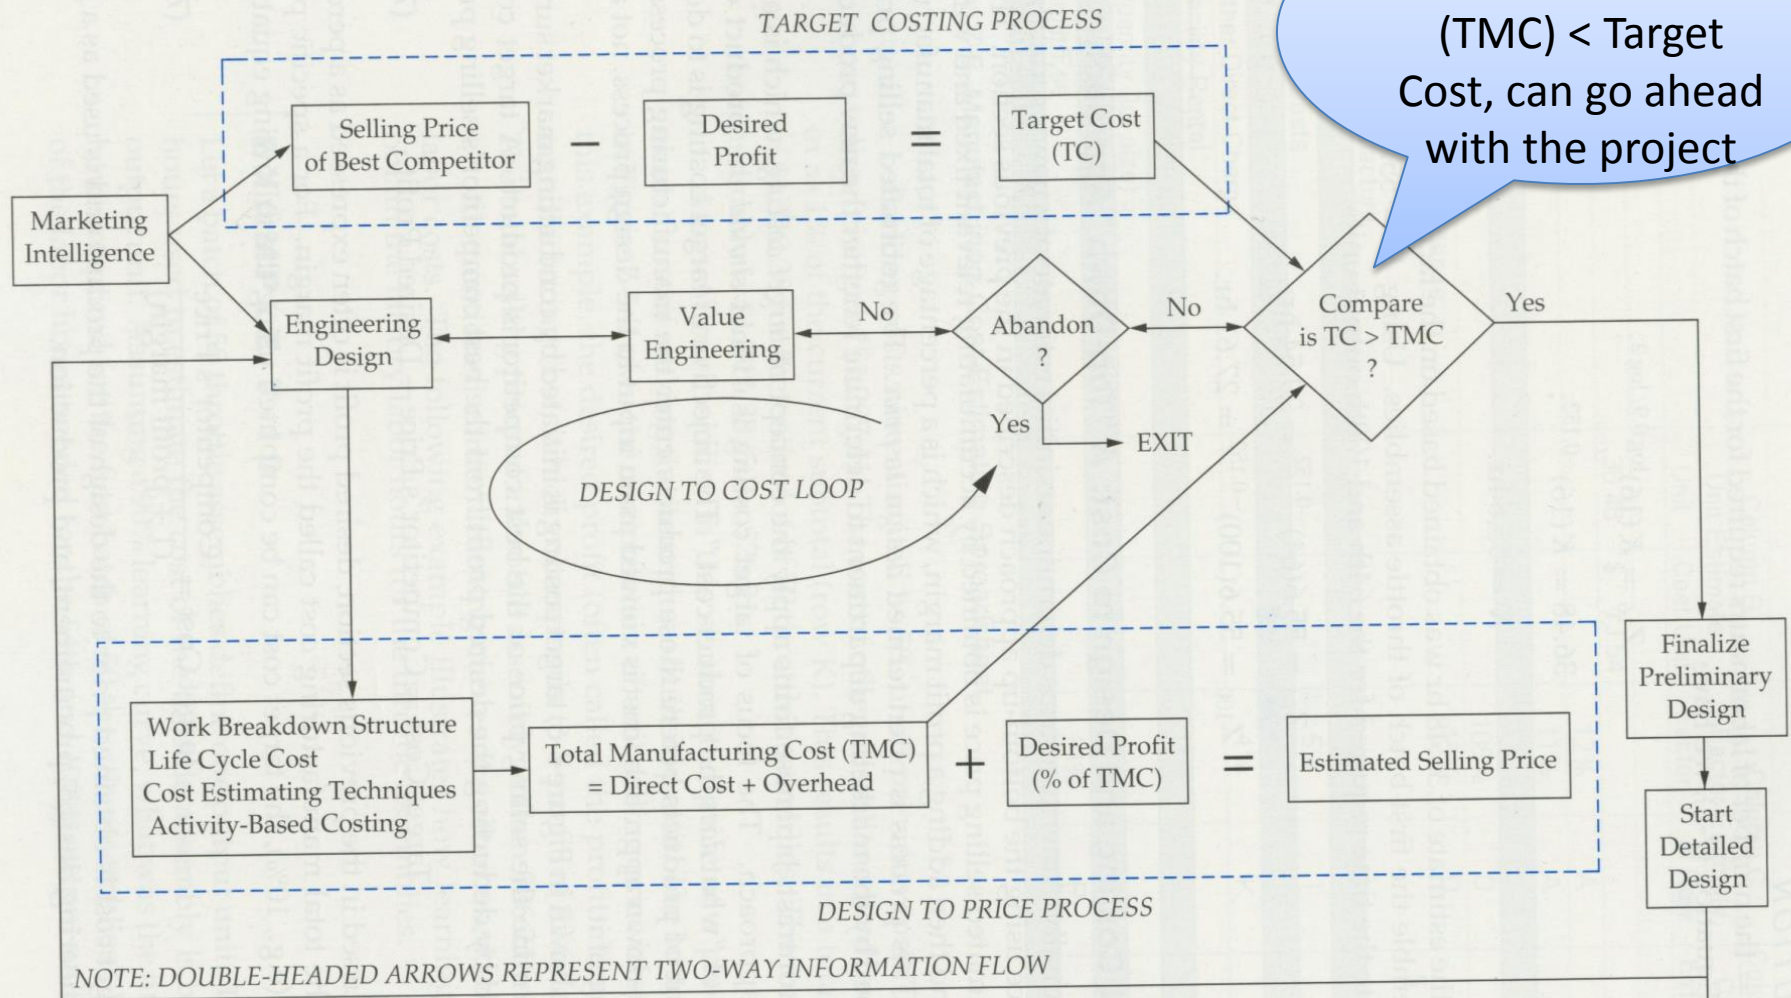 TARGET COSTING PROCESS
(TMC) < Target
Cost, can go ahead
with the project
Selling Price
of Best Competitor
−
Desired
Profit
=
Target Cost
(TC)
Marketing
Intelligence
Engineering
Design
Value
Engineering
No
Abandon
?
No
Compare
is TC > TMC
?
Yes
Yes
EXIT
DESIGN TO COST LOOP
Finalize
Preliminary
Design
Work Breakdown Structure
Life Cycle Cost
Cost Estimating Techniques
Activity-Based Costing
Total Manufacturing Cost (TMC)
= Direct Cost + Overhead
+
Desired Profit
(% of TMC)
=
Estimated Selling Price
Start
Detailed
Design
DESIGN TO PRICE PROCESS
NOTE: DOUBLE-HEADED ARROWS REPRESENT TWO-WAY INFORMATION FLOW